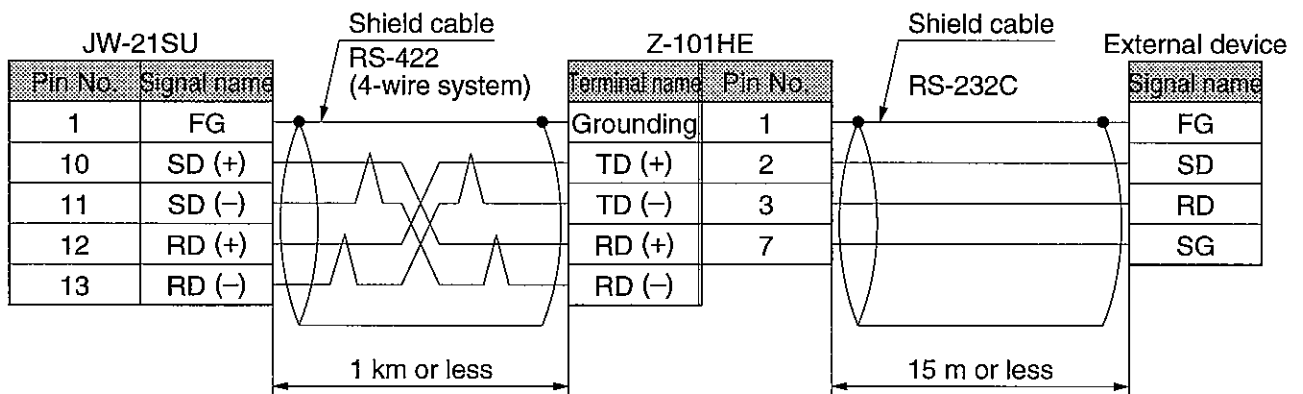 Shield cable
Shield cable
JW-21SU
RS-422
(4-wire system)
Z-101HE
RS-232C
External device
Pin No. Signal name
Terminal name Pin No.
Signal name
1 FG Grounding 1 FG
10 SD (+) TD (+) 2 SD
11 SD (–) TD (–) 3 RD
12 RD (+) RD (+) 7 SG
13 RD (–) RD (–)
1 km or less
15 m or less